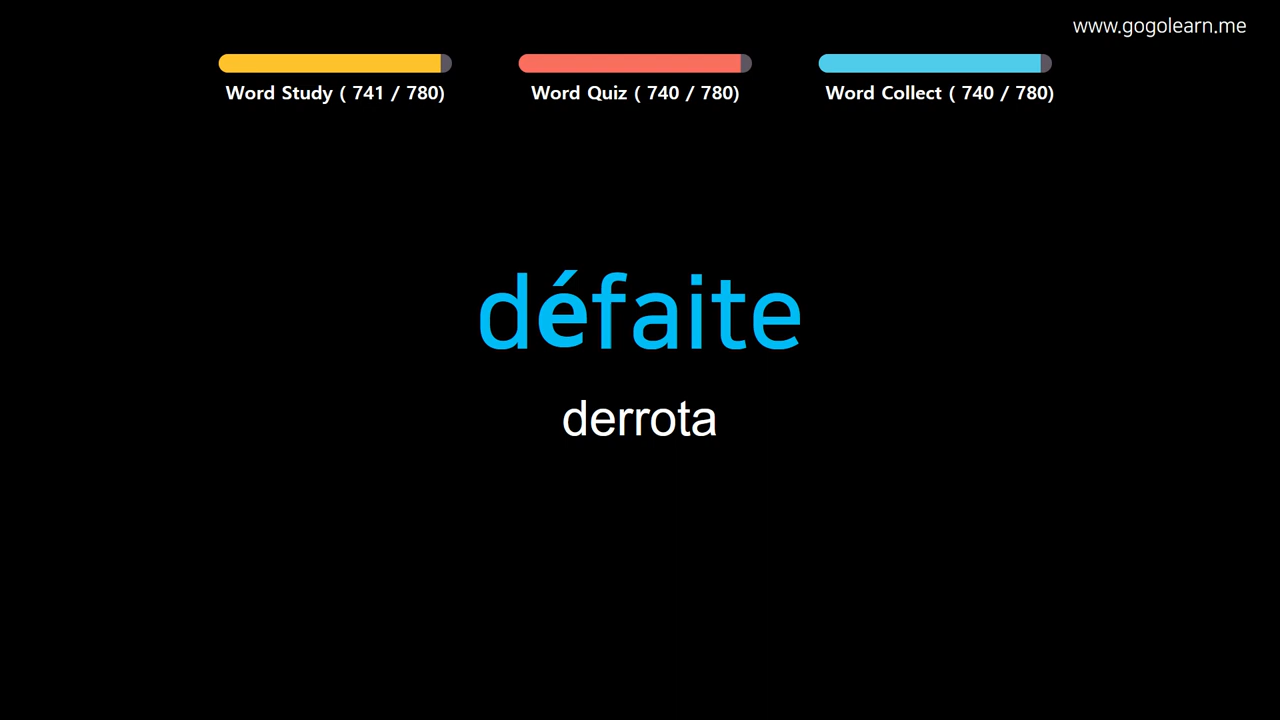 www.gogolearn.me
Word Study ( 741 / 780)
Word Quiz ( 740 / 780)
Word Collect ( 740 / 780)
défaite
derrota